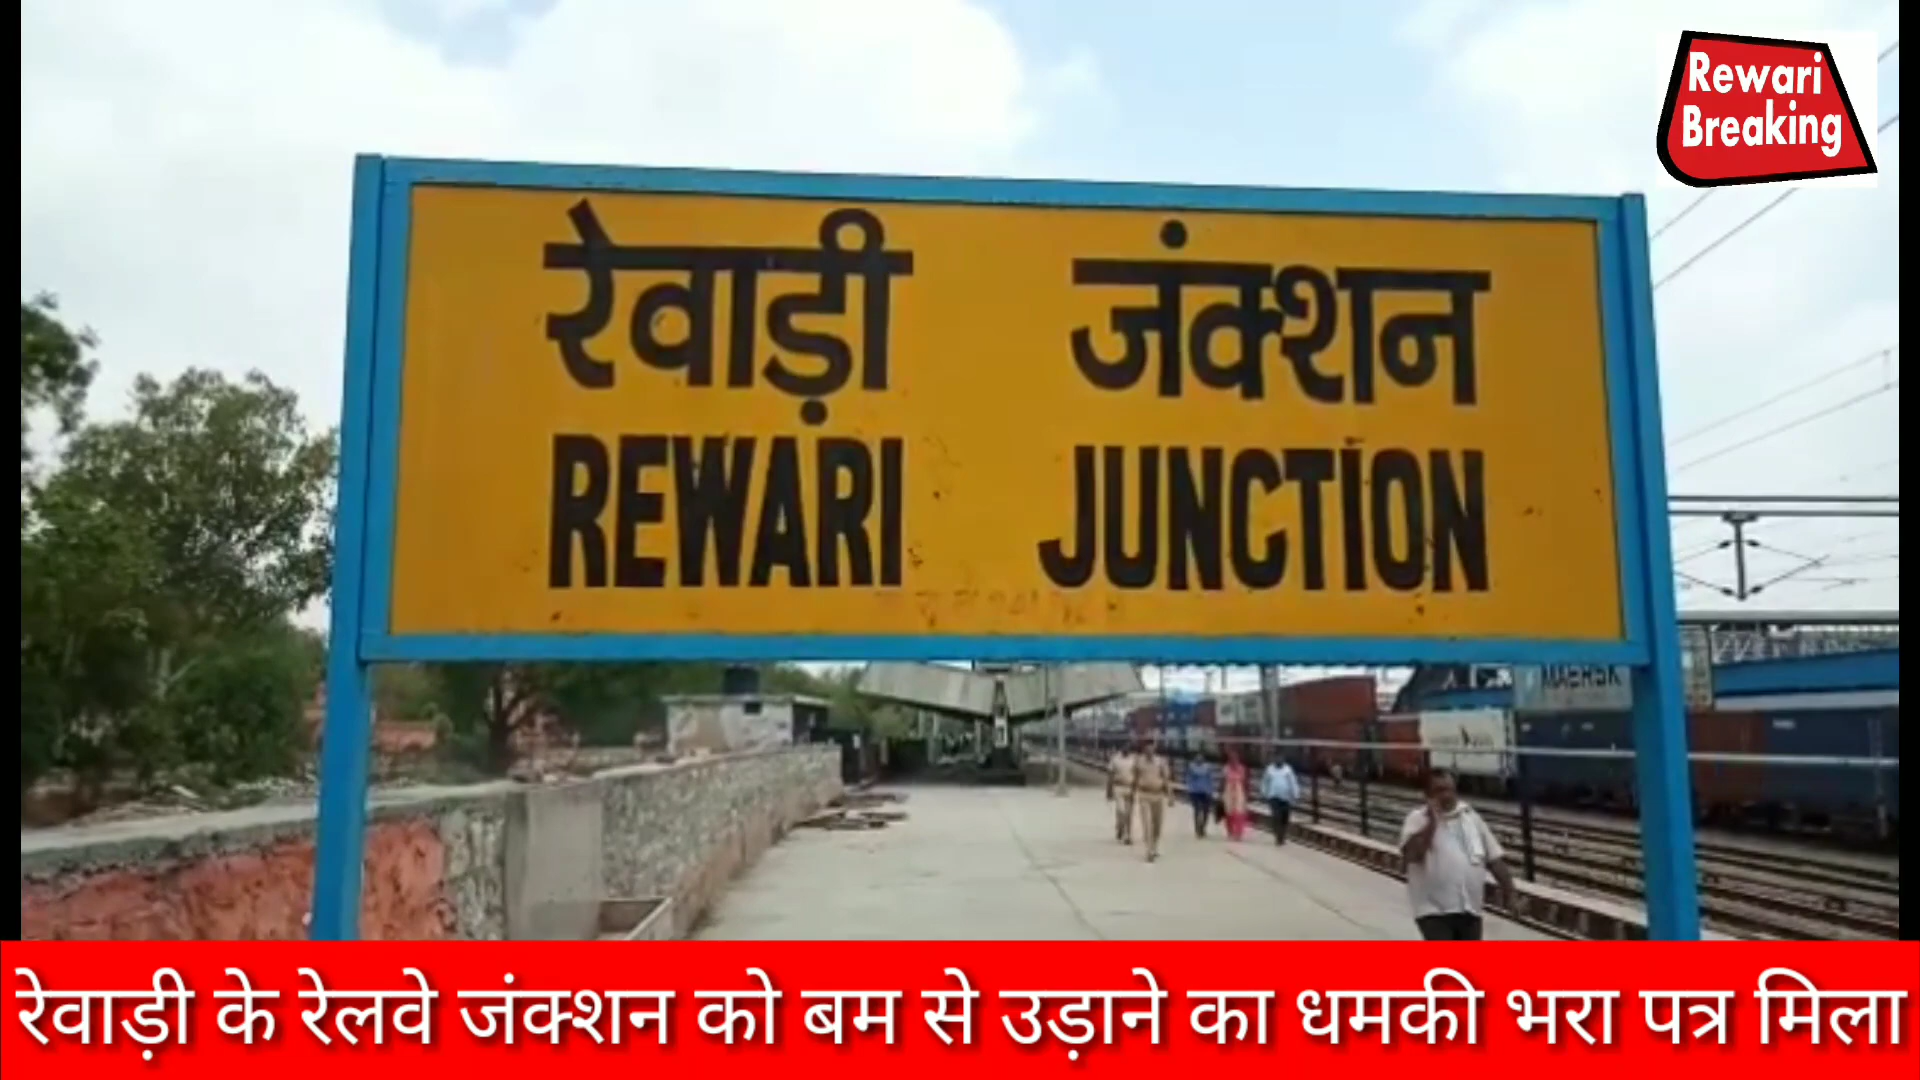 Rewari
Breaking
रेवाड़ी जंक्शन
REWARI JUNCTION
MAERSK
रेवाड़ी के रेलवे जंक्शन को बम से उड़ाने का धमकी भरा पत्र मिला